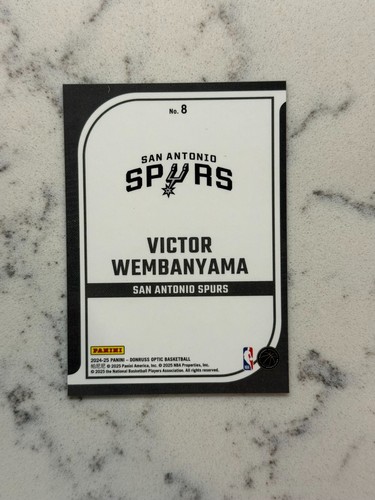 No. 8
SAN ANTONIO
SPURS
VICTOR
WEMBANYAMA
SAN ANTONIO SPURS
PANINI
2024-25 PANINI - DONRUSS OPTIC BASKETBALL
© 2025 Panini America, Inc. © 2025 NBA Properties, Inc.
© 2025 the National Basketball Players Association. All rights reserved.
NBA